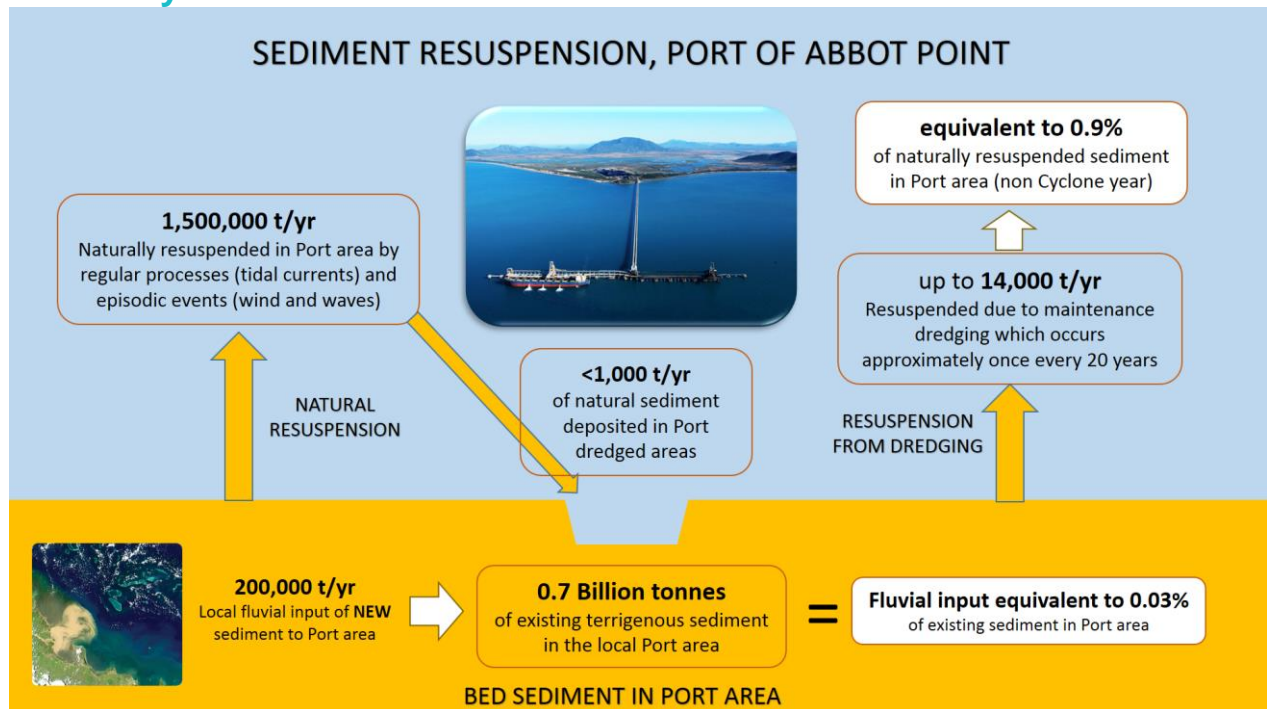 SEDIMENT RESUSPENSION, PORT OF ABBOT POINT
equivalent to 0.9%
of naturally resuspended sediment
in Port area (non Cyclone year)
1,500,000 t/yr
Naturally resuspended in Port area by
regular processes (tidal currents) and
episodic events (wind and waves)
up to 14,000 t/yr
Resuspended due to maintenance
dredging which occurs
approximately once every 20 years
<1,000 t/yr
of natural sediment
deposited in Port
dredged areas
NATURAL
RESUSPENSION
RESUSPENSION
FROM DREDGING
200,000 t/yr
Local fluvial input of NEW
sediment to Port area
0.7 Billion tonnes
of existing terrigenous sediment
in the local Port area
=
Fluvial input equivalent to 0.03%
of existing sediment in Port area
BED SEDIMENT IN PORT AREA